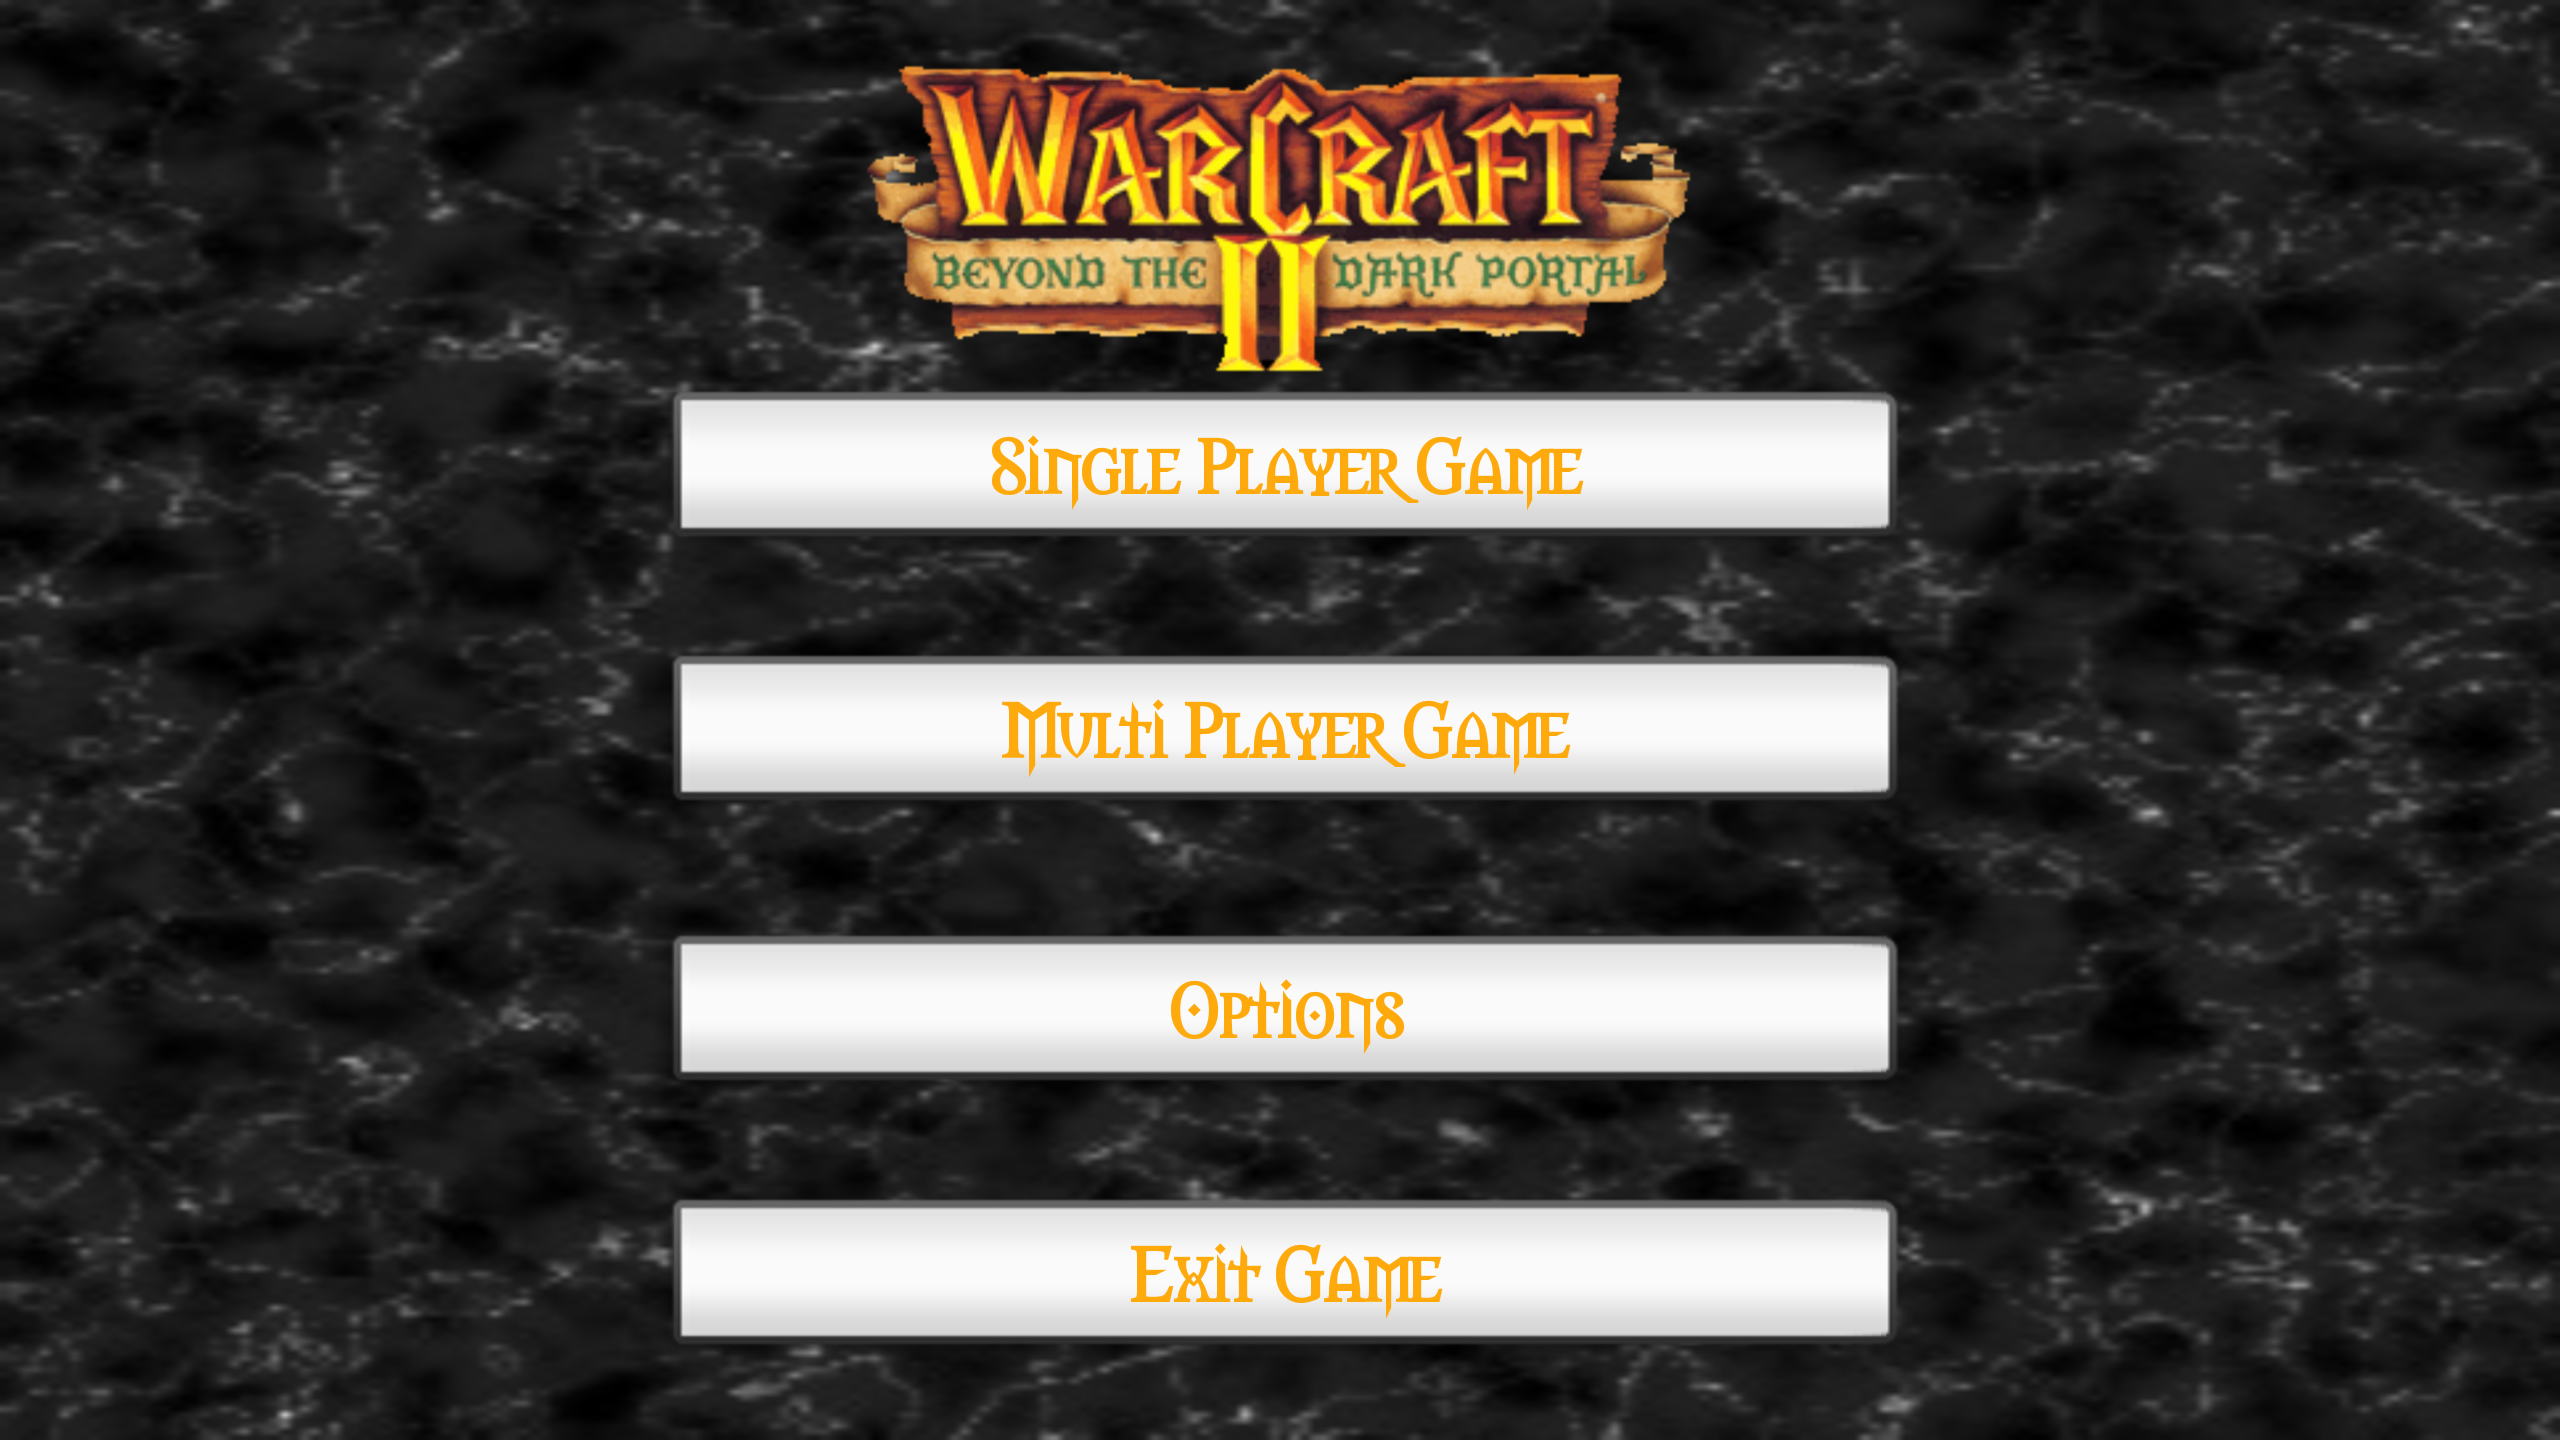 WARCRAFT
II
BEYOND THE DARK PORTAL
Single Player Game
Multi Player Game
Options
Exit Game